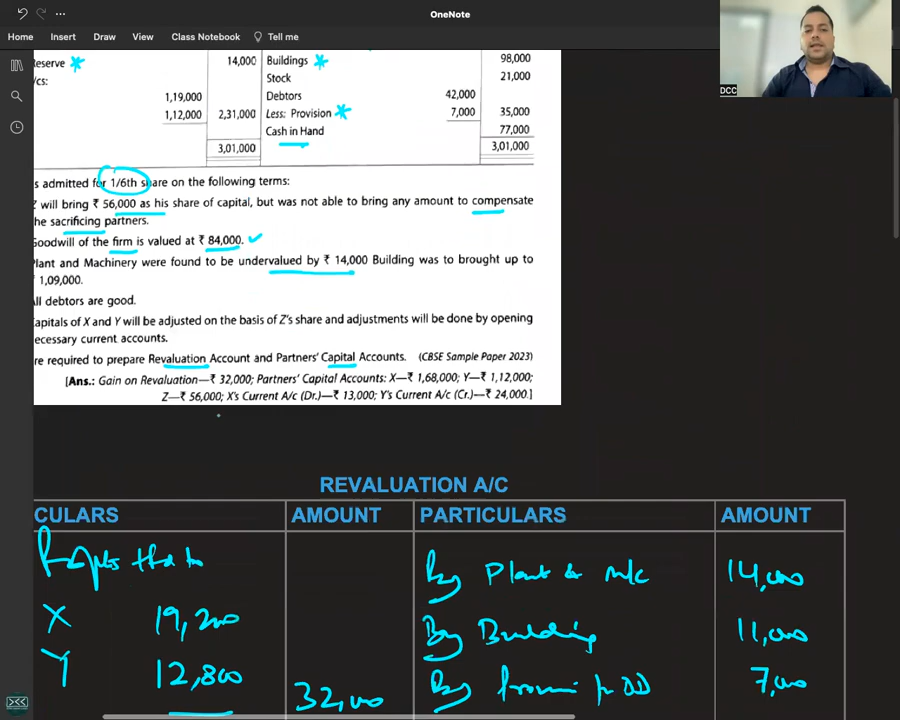 OneNote
Home Insert Draw View Class Notebook Tell me
DCC
eserve 14,000 Buildings 98,000
/cs: Stock 21,000
1,19,000 Debtors 42,000
1,12,000 2,31,000 Less: Provision 7,000 35,000
Cash in Hand 77,000
3,01,000 3,01,000
s admitted for 1/6th share on the following terms:
Z will bring ₹ 56,000 as his share of capital, but was not able to bring any amount to compensate
he sacrificing partners.
Goodwill of the firm is valued at ₹ 84,000.
Plant and Machinery were found to be undervalued by ₹ 14,000 Building was to brought up to
₹ 1,09,000.
ll debtors are good.
apitals of X and Y will be adjusted on the basis of Z's share and adjustments will be done by opening
ecessary current accounts.
re required to prepare Revaluation Account and Partners' Capital Accounts. (CBSE Sample Paper 2023)
[Ans.: Gain on Revaluation—₹ 32,000; Partners' Capital Accounts: X—₹ 1,68,000; Y—₹ 1,12,000;
Z—₹ 56,000; X's Current A/c (Dr.)—₹ 13,000; Y's Current A/c (Cr.)—₹ 24,000.]
REVALUATION A/C
CULARS AMOUNT PARTICULARS AMOUNT
By Plant & M/c 14,000
X 19,200 By Building 11,000
Y 12,800 32,000 By 7,000